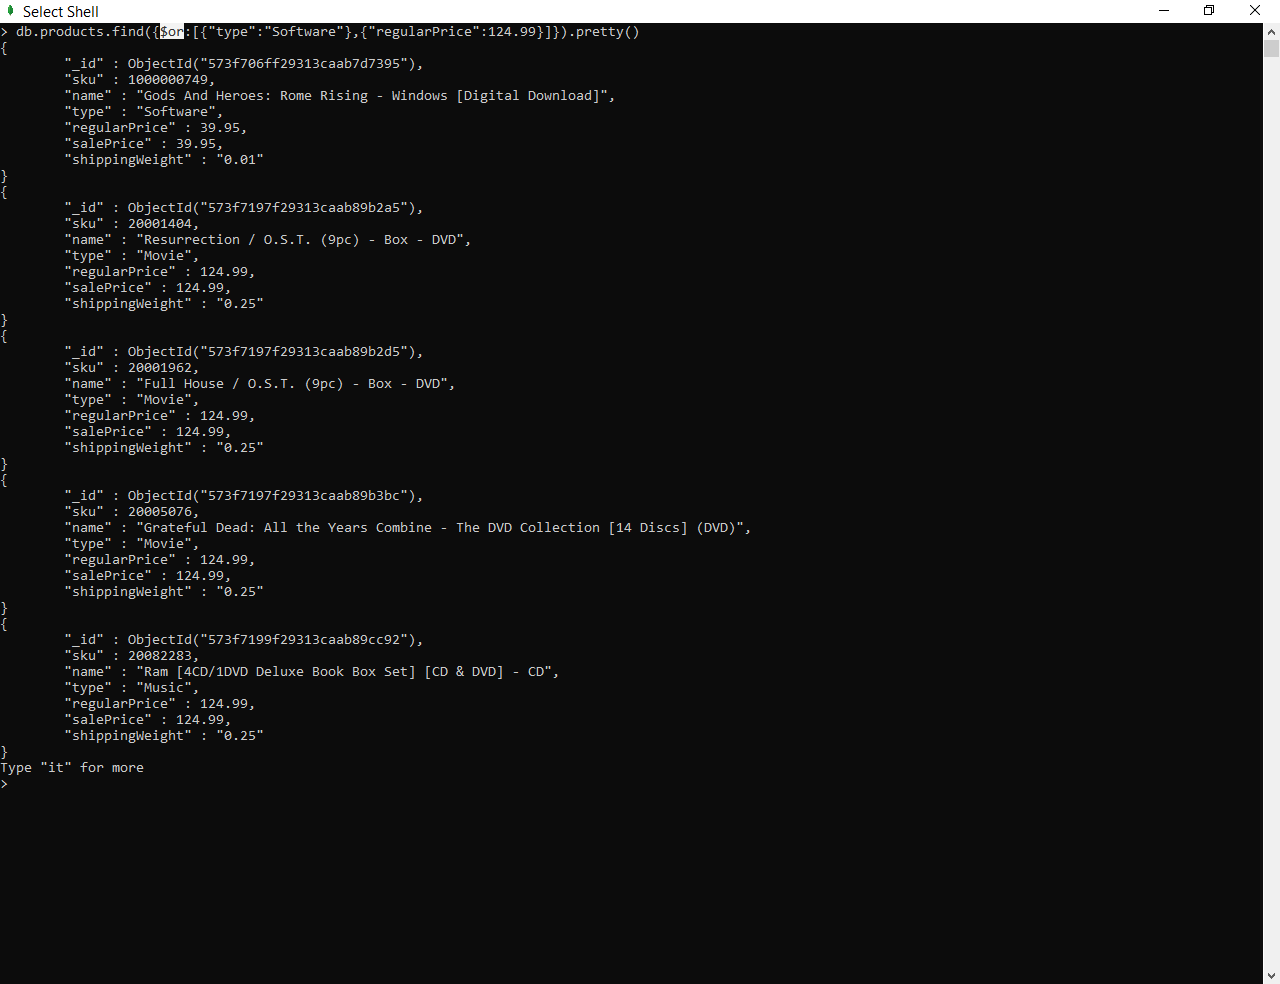 Select Shell
> db.products.find({$or:[{"type":"Software"},{"regularPrice":124.99}]}).pretty()
{
        "_id" : ObjectId("573f706ff29313caab7d7395"),
        "sku" : 1000000749,
        "name" : "Gods And Heroes: Rome Rising - Windows [Digital Download]",
        "type" : "Software",
        "regularPrice" : 39.95,
        "salePrice" : 39.95,
        "shippingWeight" : "0.01"
}
{
        "_id" : ObjectId("573f7197f29313caab89b2a5"),
        "sku" : 20001404,
        "name" : "Resurrection / O.S.T. (9pc) - Box - DVD",
        "type" : "Movie",
        "regularPrice" : 124.99,
        "salePrice" : 124.99,
        "shippingWeight" : "0.25"
}
{
        "_id" : ObjectId("573f7197f29313caab89b2d5"),
        "sku" : 20001962,
        "name" : "Full House / O.S.T. (9pc) - Box - DVD",
        "type" : "Movie",
        "regularPrice" : 124.99,
        "salePrice" : 124.99,
        "shippingWeight" : "0.25"
}
{
        "_id" : ObjectId("573f7197f29313caab89b3bc"),
        "sku" : 20005076,
        "name" : "Grateful Dead: All the Years Combine - The DVD Collection [14 Discs] (DVD)",
        "type" : "Movie",
        "regularPrice" : 124.99,
        "salePrice" : 124.99,
        "shippingWeight" : "0.25"
}
{
        "_id" : ObjectId("573f7199f29313caab89cc92"),
        "sku" : 20082283,
        "name" : "Ram [4CD/1DVD Deluxe Book Box Set] [CD & DVD] - CD",
        "type" : "Music",
        "regularPrice" : 124.99,
        "salePrice" : 124.99,
        "shippingWeight" : "0.25"
}
Type "it" for more
>